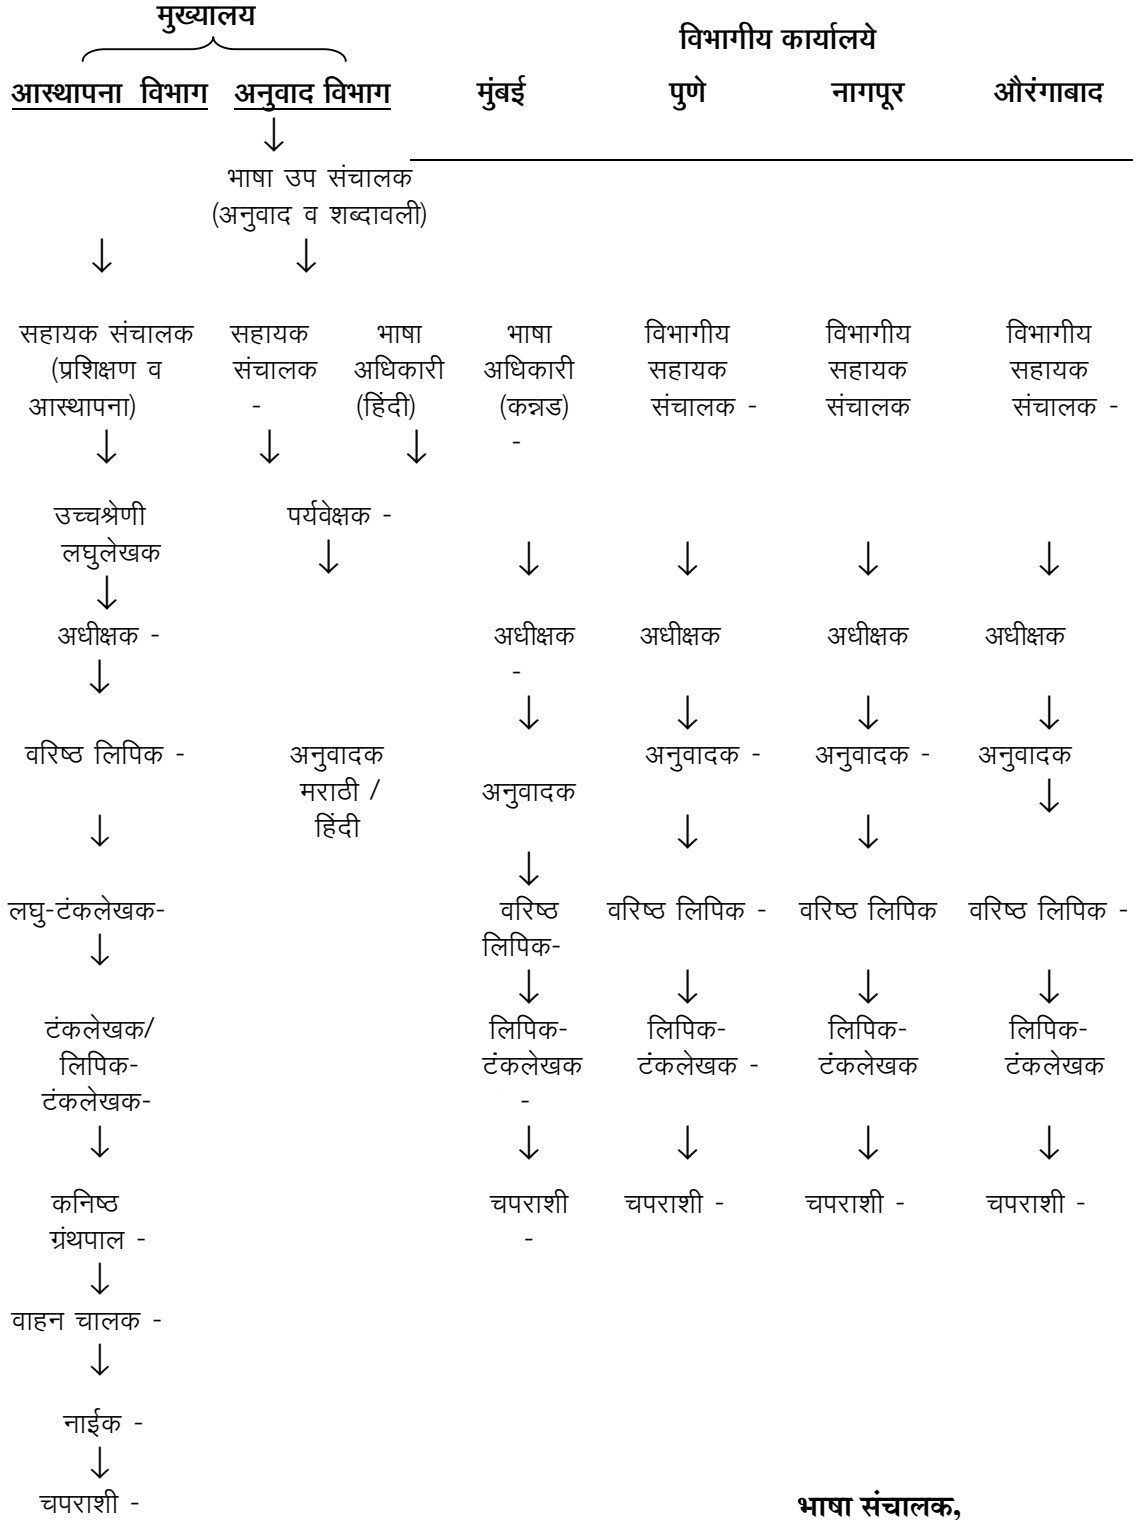 मुख्यालय
विभागीय कार्यालये
आस्थापना विभाग अनुवाद विभाग मुंबई पुणे नागपूर औरंगाबाद
↓
भाषा उप संचालक
(अनुवाद व शब्दावली)
↓ ↓
सहायक संचालक सहायक भाषा भाषा विभागीय विभागीय विभागीय
(प्रशिक्षण व संचालक अधिकारी अधिकारी सहायक सहायक सहायक
आस्थापना) - (हिंदी) (कन्नड) संचालक - संचालक संचालक -
↓ ↓ ↓ -
उच्चश्रेणी पर्यवेक्षक -
लघुलेखक ↓ ↓ ↓ ↓ ↓
↓
अधीक्षक - अधीक्षक अधीक्षक अधीक्षक अधीक्षक
↓ -
↓ ↓ ↓ ↓
वरिष्ठ लिपिक - अनुवादक अनुवादक - अनुवादक - अनुवादक
मराठी / अनुवादक ↓
हिंदी
↓ ↓ ↓
↓
लघु-टंकलेखक- वरिष्ठ वरिष्ठ लिपिक - वरिष्ठ लिपिक वरिष्ठ लिपिक -
↓ लिपिक-
↓ ↓ ↓ ↓
टंकलेखक/ लिपिक- लिपिक- लिपिक- लिपिक-
लिपिक- टंकलेखक टंकलेखक - टंकलेखक टंकलेखक
टंकलेखक- -
↓ ↓ ↓ ↓ ↓
कनिष्ठ चपराशी चपराशी - चपराशी - चपराशी -
ग्रंथपाल - -
↓
वाहन चालक -
↓
नाईक -
↓
चपराशी - भाषा संचालक,